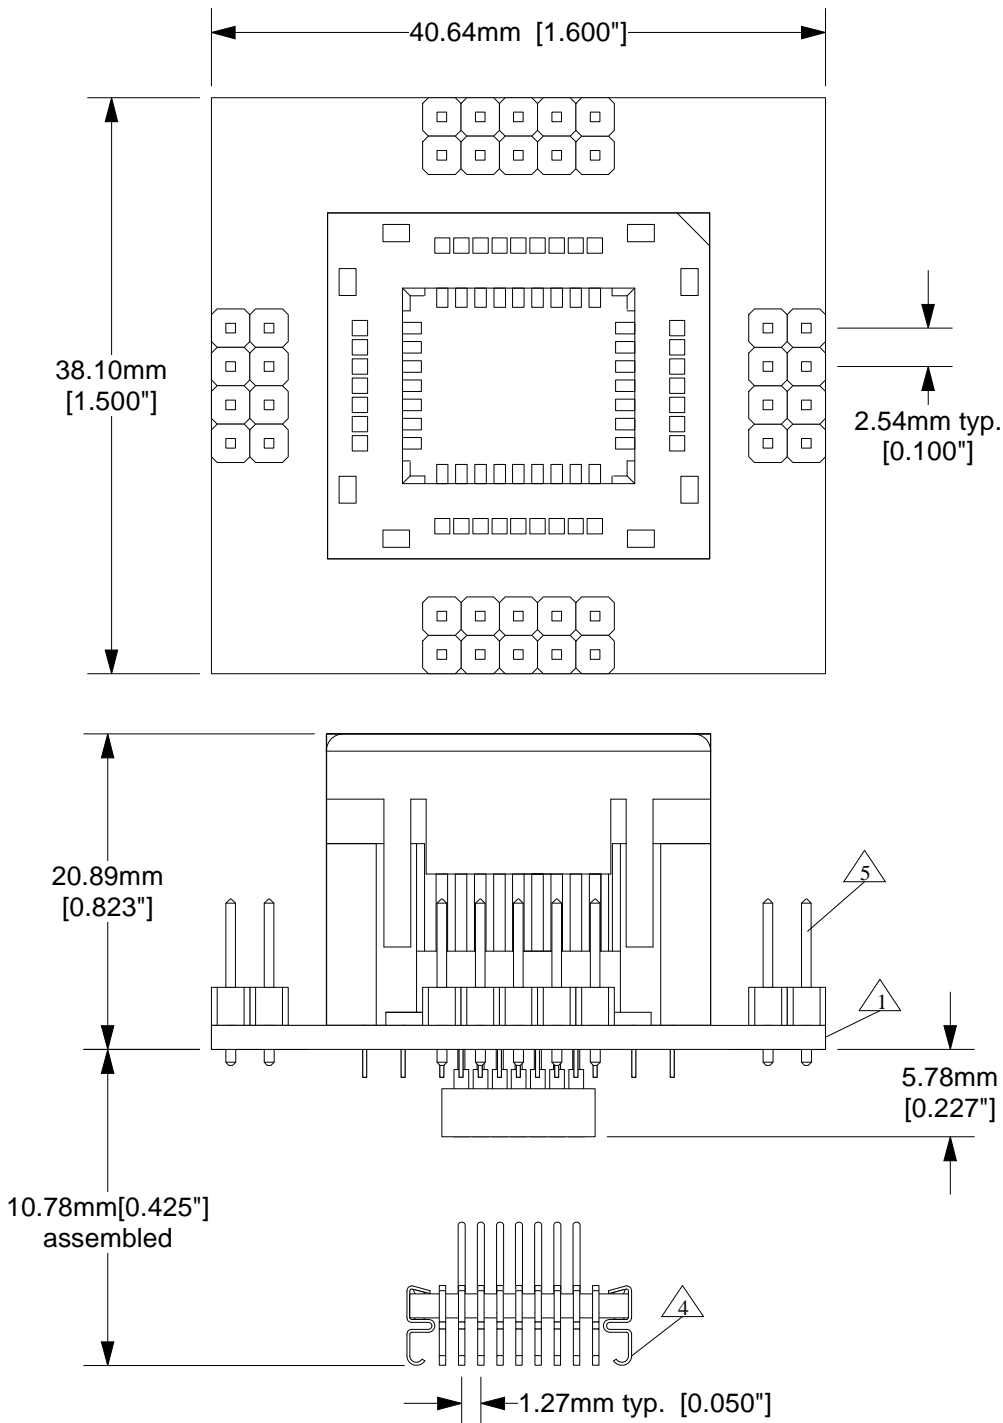 40.64mm [1.600"]
38.10mm
[1.500"]
2.54mm typ.
[0.100"]
20.89mm
[0.823"]
5
1
5.78mm
[0.227"]
10.78mm[0.425"]
assembled
4
1.27mm typ. [0.050"]